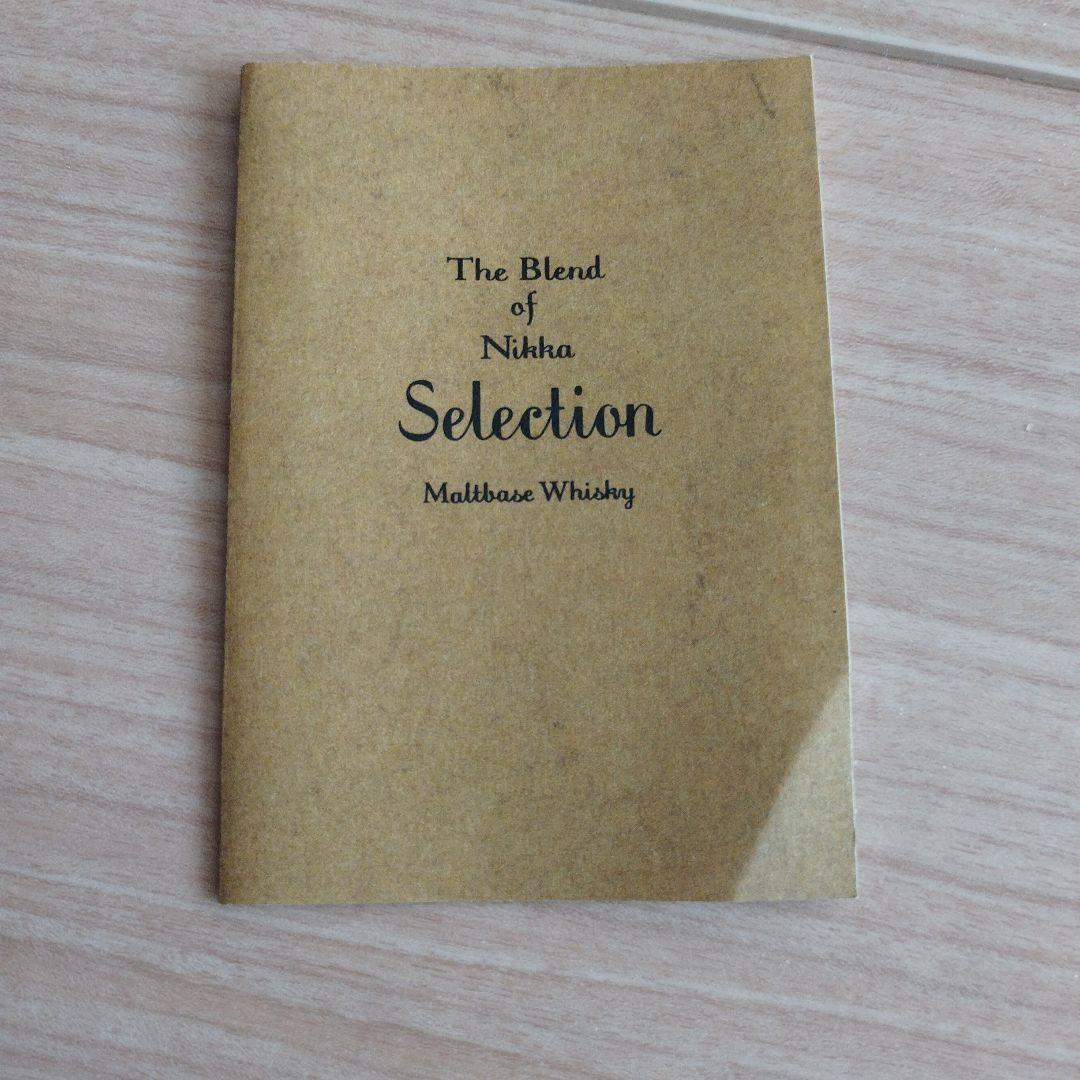 The Blend
of
Nikka
Selection
Maltbase Whisky